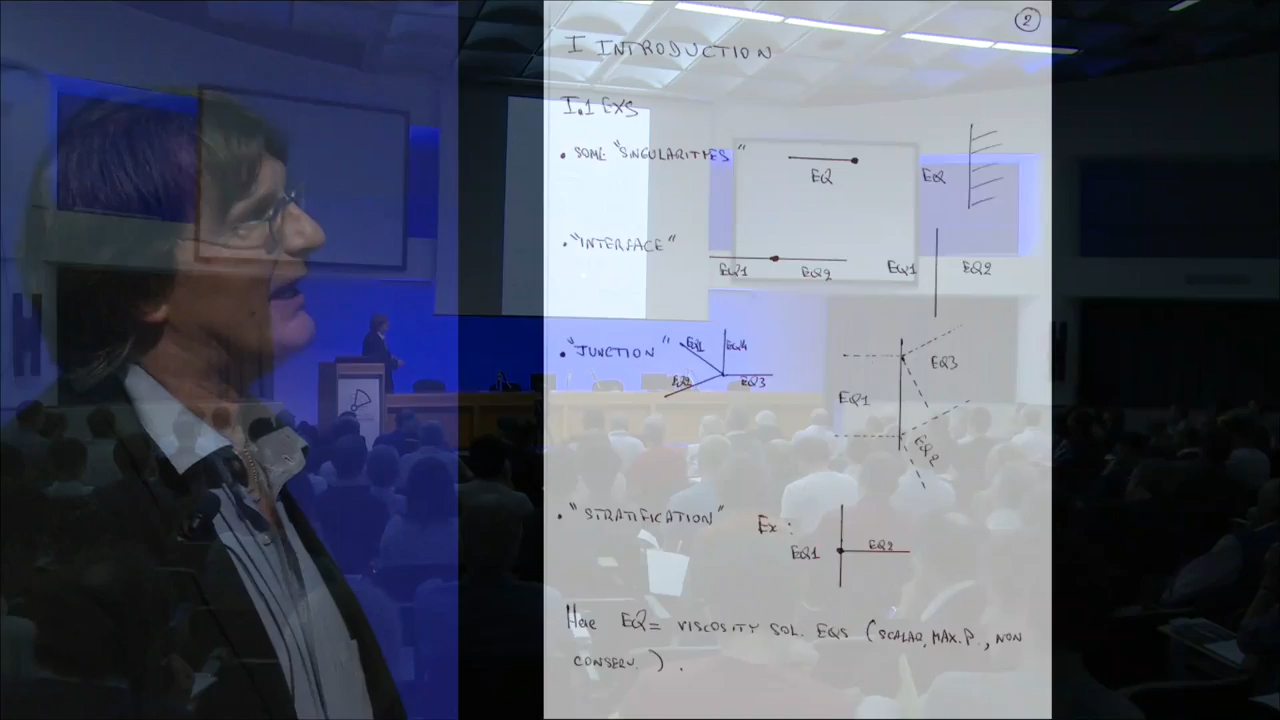 2
I INTRODUCTION
I.1 EXS
• SOME "SINGULARITIES"
EQ
EQ
• "INTERFACE"
EQ1
EQ2
EQ1
EQ2
• "JUNCTION"
EQ1
EQ4
EQ2
EQ3
EQ1
EQ3
EQ2
• "STRATIFICATION"
Ex:
EQ1
EQ2
Here EQ = VISCOSITY SOL. EQS (SCALAR, MAX. P., NON
CONSERV.).